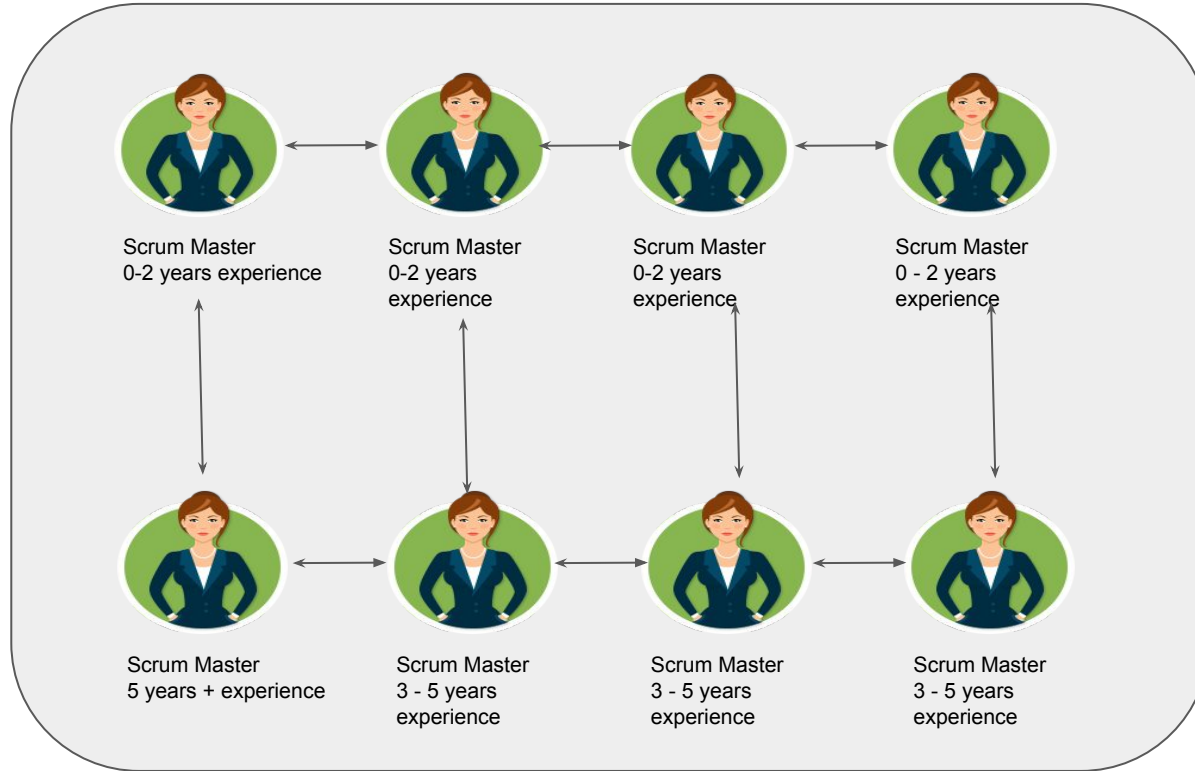 Scrum Master
0-2 years experience
Scrum Master
0-2 years
experience
Scrum Master
0-2 years
experience
Scrum Master
0 - 2 years
experience
Scrum Master
5 years + experience
Scrum Master
3 - 5 years
experience
Scrum Master
3 - 5 years
experience
Scrum Master
3 - 5 years
experience